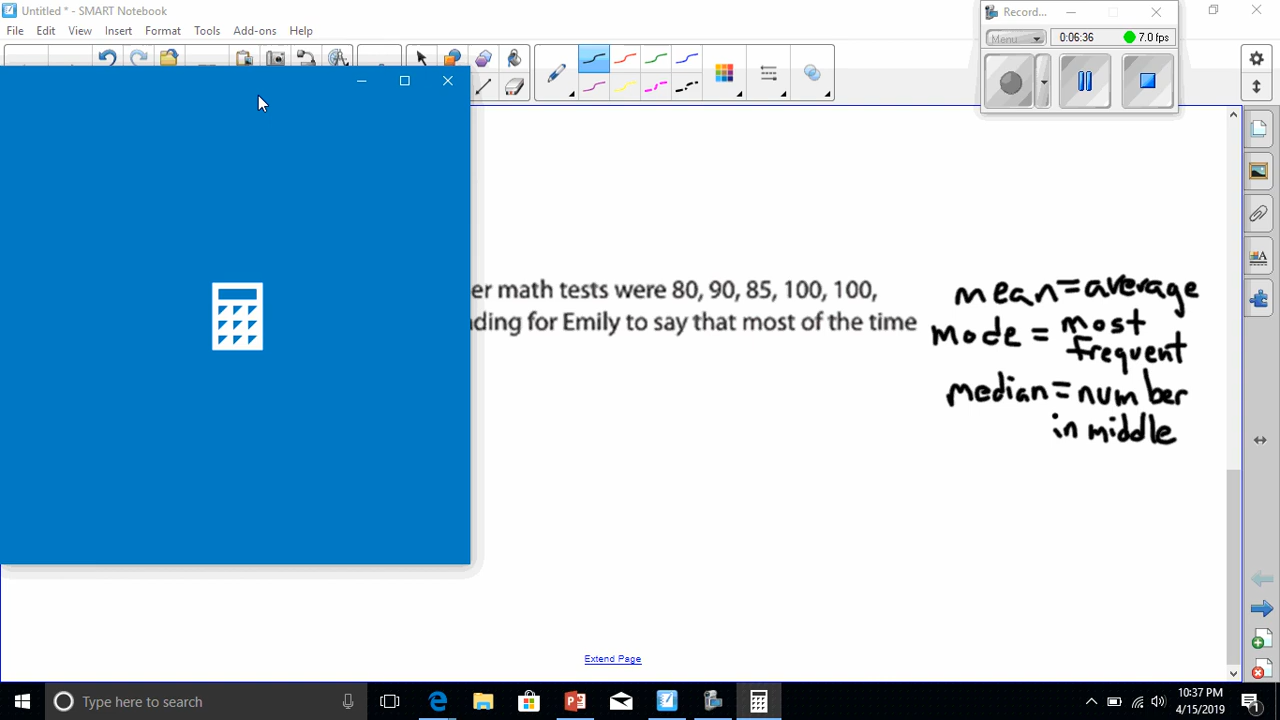 Untitled * - SMART Notebook
Record...
File Edit View Insert Format Tools Add-ons Help
Menu
0:06:36
7.0 fps
er math tests were 80, 90, 85, 100, 100,
ding for Emily to say that most of the time
mean = average
mode = most
frequent
median = number
in middle
Extend Page
Type here to search
10:37 PM
4/15/2019
1